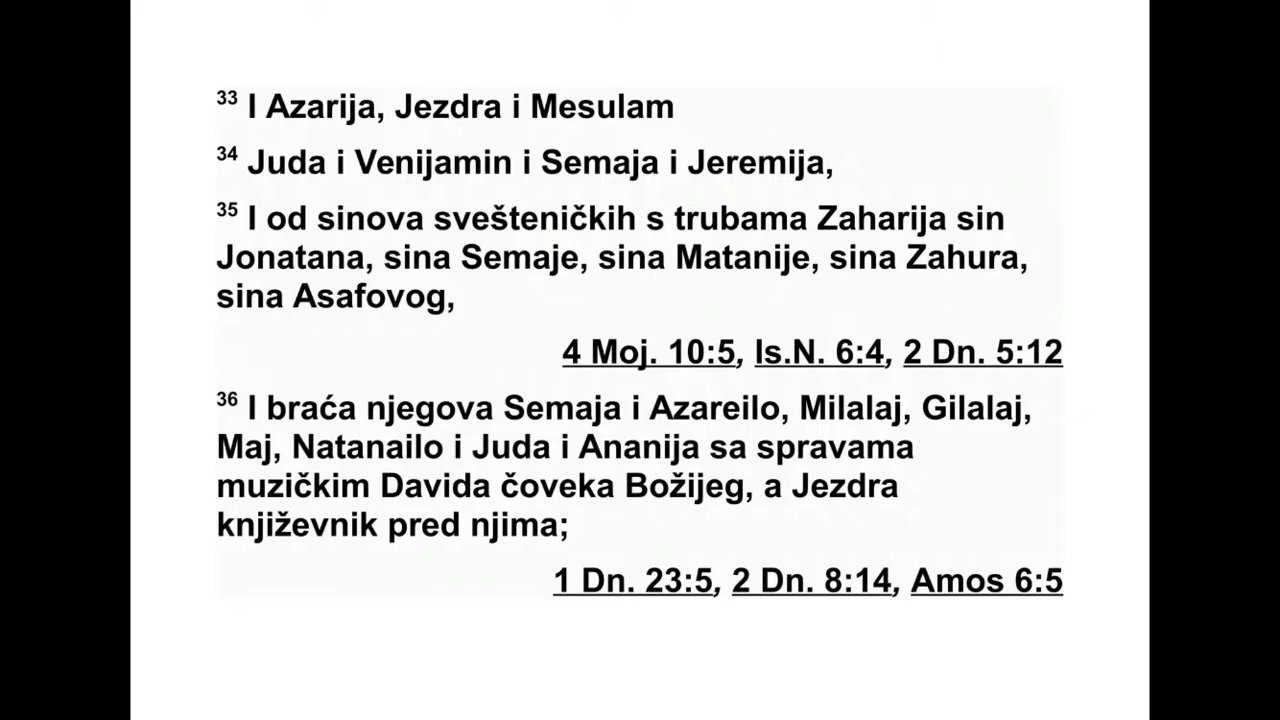 33 I Azarija, Jezdra i Mesulam
34 Juda i Venijamin i Semaja i Jeremija,
35 I od sinova svešteničkih s trubama Zaharija sin
Jonatana, sina Semaje, sina Matanije, sina Zahura,
sina Asafovog,
4 Moj. 10:5, Is.N. 6:4, 2 Dn. 5:12
36 I braća njegova Semaja i Azareilo, Milalaj, Gilalaj,
Maj, Natanailo i Juda i Ananija sa spravama
muzičkim Davida čoveka Božijeg, a Jezdra
književnik pred njima;
1 Dn. 23:5, 2 Dn. 8:14, Amos 6:5